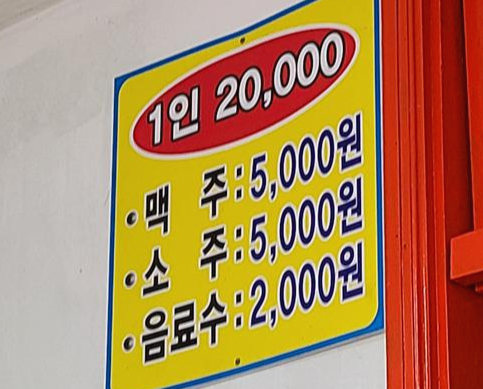 1인 20,000
• 맥 주 : 5,000원
• 소 주 : 5,000원
• 음료수 : 2,000원